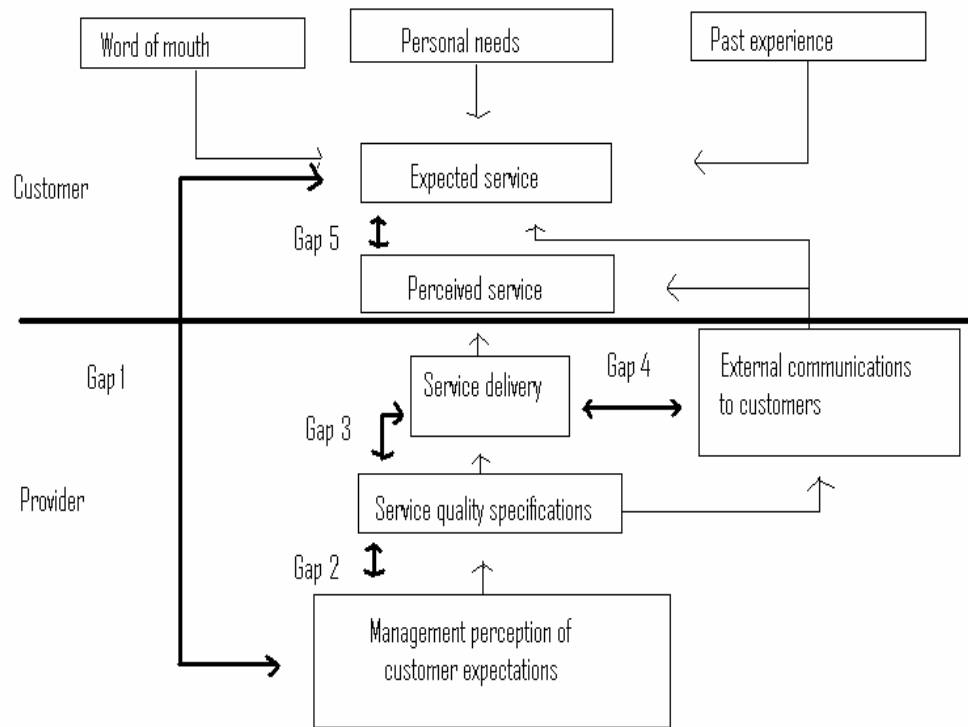 Word of mouth
Personal needs
Past experience
Expected service
Customer
Gap 5
Perceived service
Gap 1
Service delivery
Gap 4
External communications
to customers
Gap 3
Provider
Service quality specifications
Gap 2
Management perception of
customer expectations